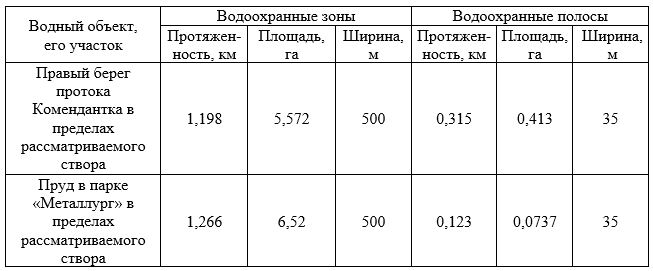 Водный объект,
его участок
Водоохранные зоны
Водоохранные полосы
Протяжен-
ность, км
Площадь,
га
Ширина,
м
Протяжен-
ность, км
Площадь,
га
Ширина,
м
Правый берег
протока
Комендантка в
пределах
рассматриваемого
створа
1,198
5,572
500
0,315
0,413
35
Пруд в парке
«Металлург» в
пределах
рассматриваемого
створа
1,266
6,52
500
0,123
0,0737
35